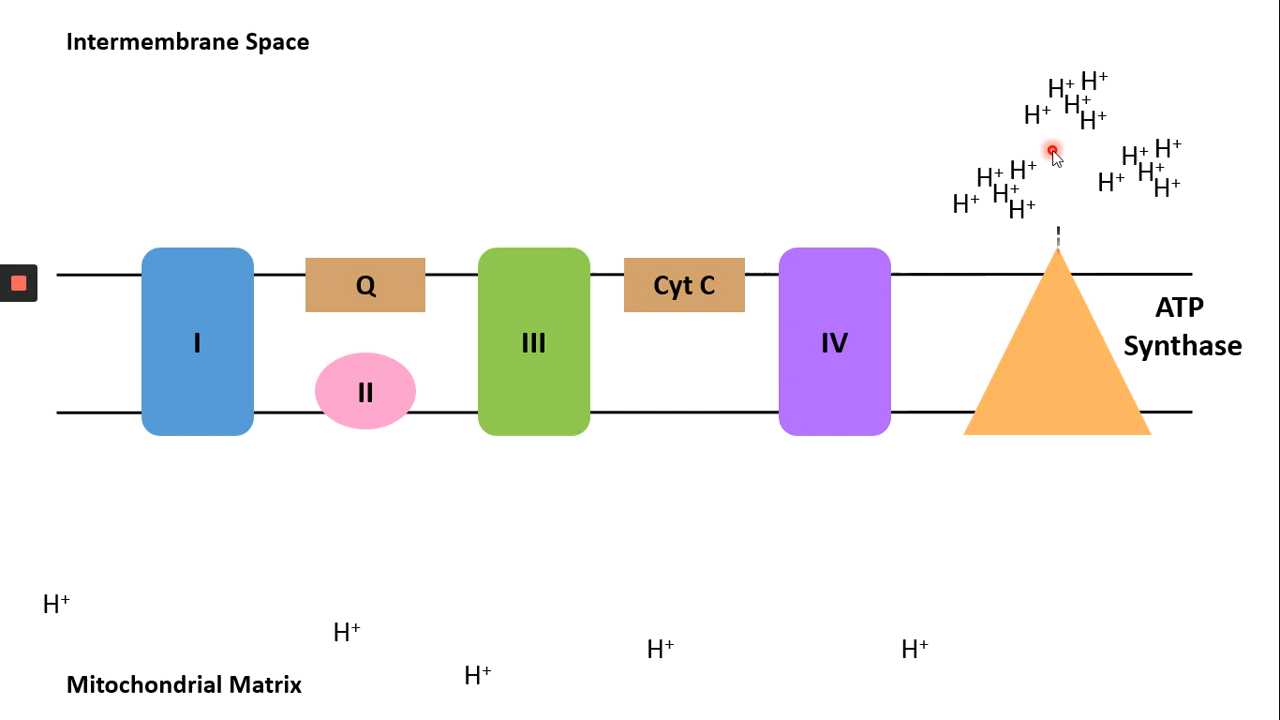 Intermembrane Space
H⁺ H⁺
H⁺ H⁺ H⁺
H⁺ H⁺
H⁺ H⁺ H⁺
H⁺ H⁺
H⁺ H⁺ H⁺
I
Q
II
III
Cyt C
IV
ATP
Synthase
H⁺
H⁺
H⁺
H⁺
H⁺
Mitochondrial Matrix